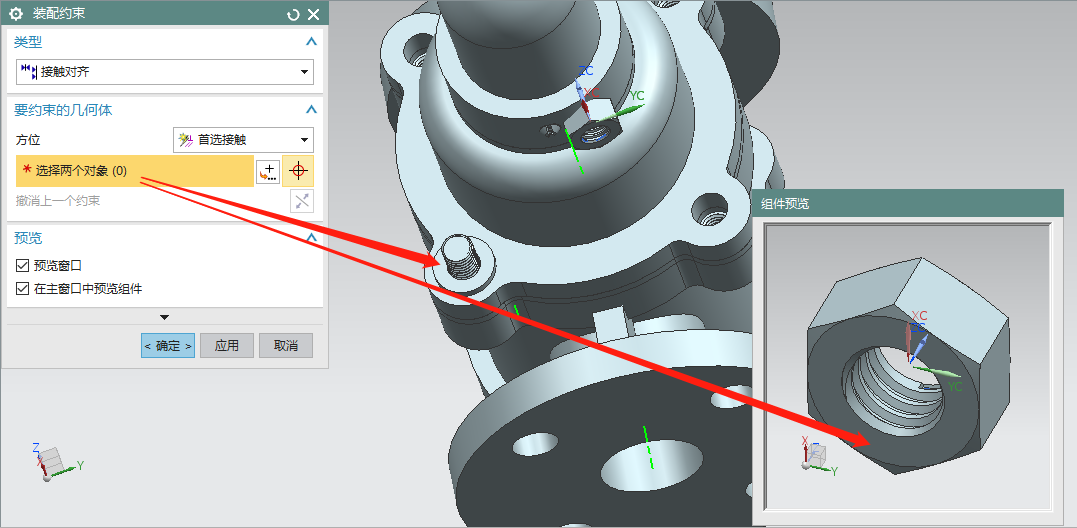 装配约束
类型
接触对齐
要约束的几何体
方位
首选接触
* 选择两个对象 (0)
撤消上一个约束
预览
预览窗口
在主窗口中预览组件
< 确定 >
应用
取消
ZC
XC
YC
组件预览
XC
ZC
YC
X
Z
Y
Z
X
Y